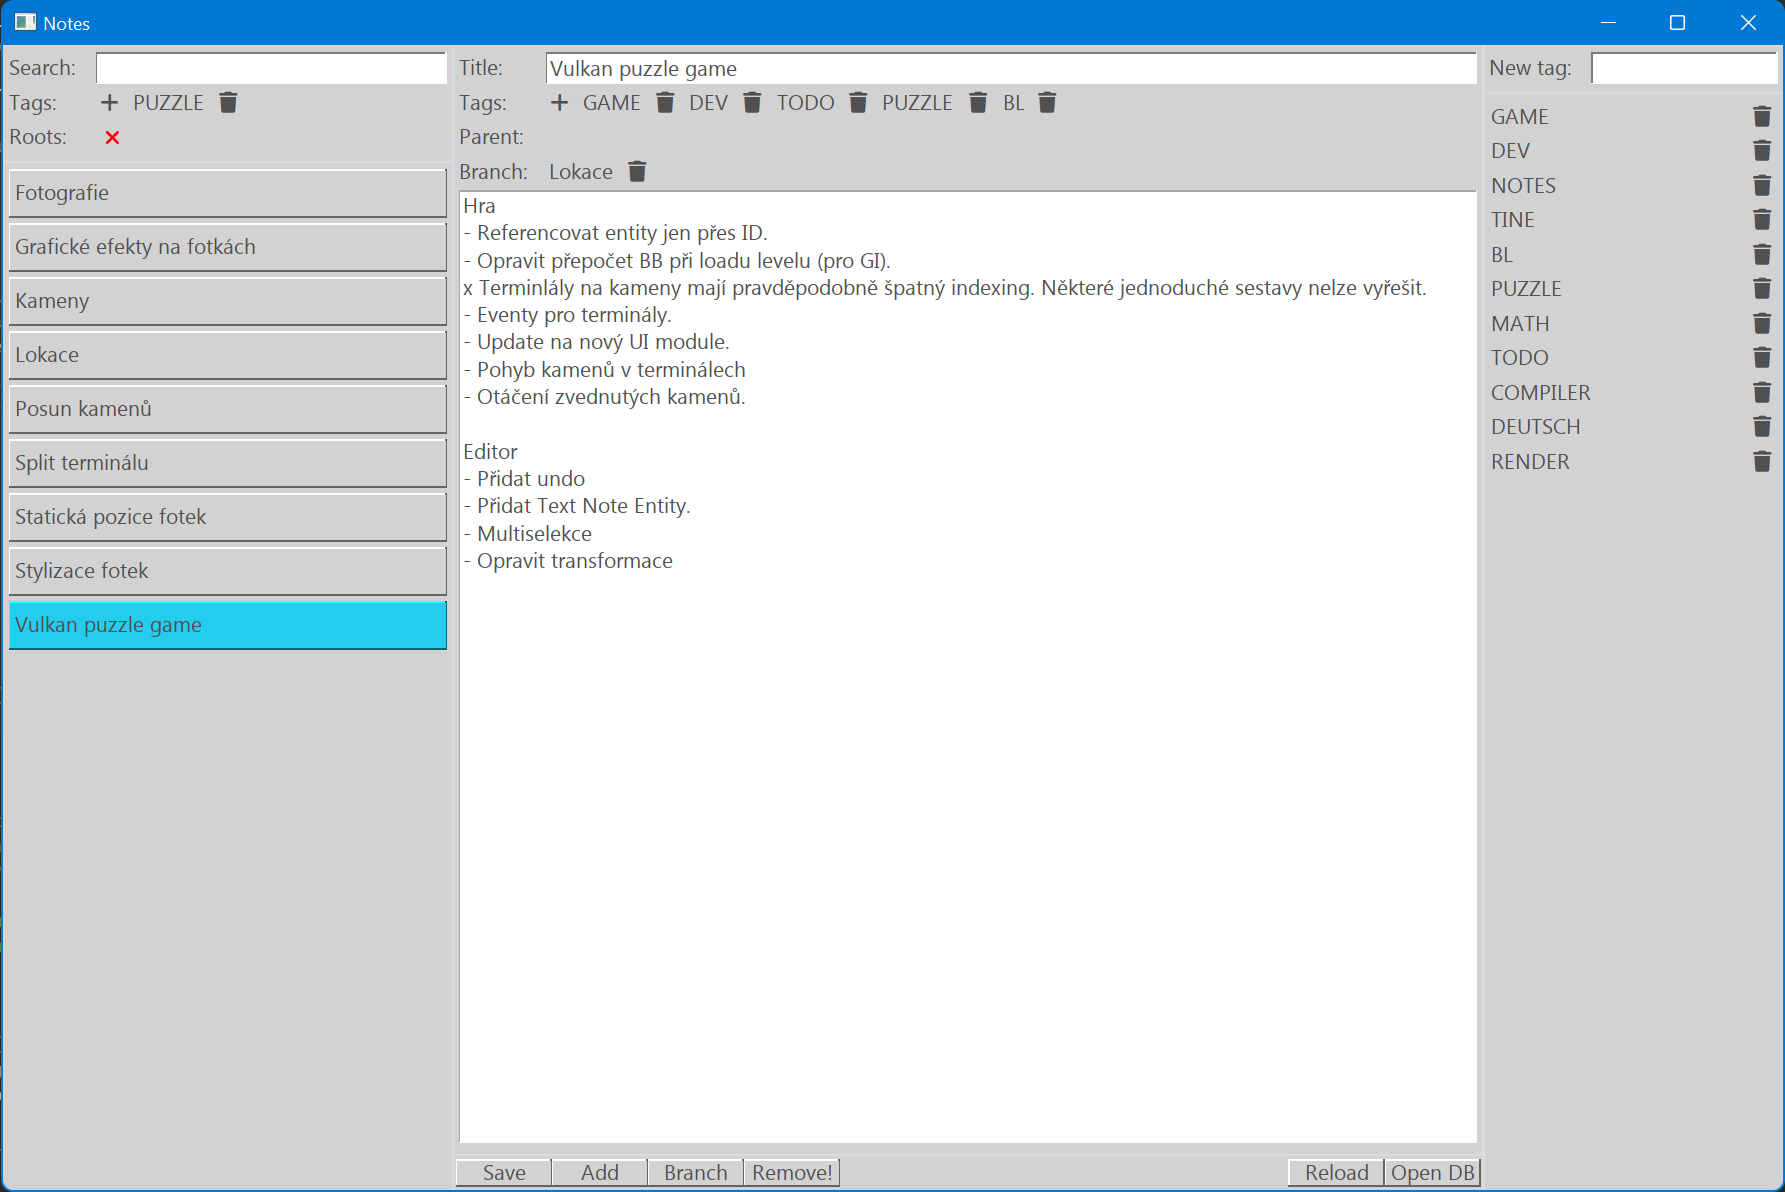 Notes
Search:
Tags: PUZZLE
Roots:
Fotografie
Grafické efekty na fotkách
Kameny
Lokace
Posun kamenů
Split terminálu
Statická pozice fotek
Stylizace fotek
Vulkan puzzle game
Title: Vulkan puzzle game
Tags: GAME DEV TODO PUZZLE BL
Parent:
Branch: Lokace
Hra
- Referencovat entity jen přes ID.
- Opravit přepočet BB při loadu levelu (pro GI).
x Terminlály na kameny mají pravděpodobně špatný indexing. Některé jednoduché sestavy nelze vyřešit.
- Eventy pro terminály.
- Update na nový UI module.
- Pohyb kamenů v terminálech
- Otáčení zvednutých kamenů.

Editor
- Přidat undo
- Přidat Text Note Entity.
- Multiselekce
- Opravit transformace
Save Add Branch Remove! Reload Open DB
New tag:
GAME
DEV
NOTES
TINE
BL
PUZZLE
MATH
TODO
COMPILER
DEUTSCH
RENDER